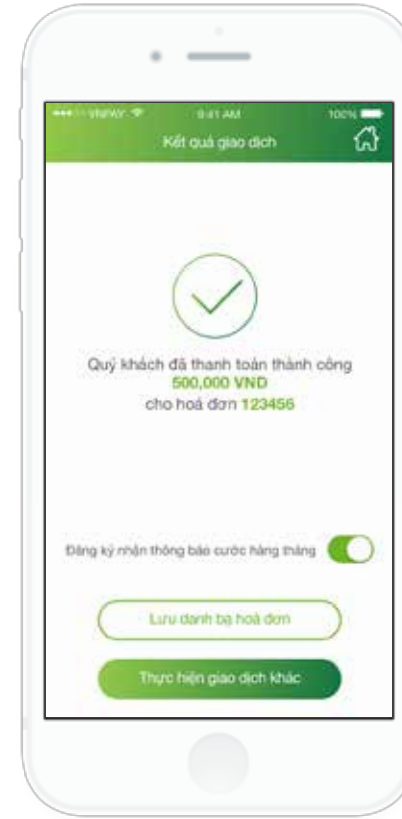 9:41 AM 100%
Kết quả giao dịch
Quý khách đã thanh toán thành công
500,000 VND
cho hoá đơn 123456
Đăng ký nhận thông báo cước hàng tháng
Lưu danh bạ hoá đơn
Thực hiện giao dịch khác